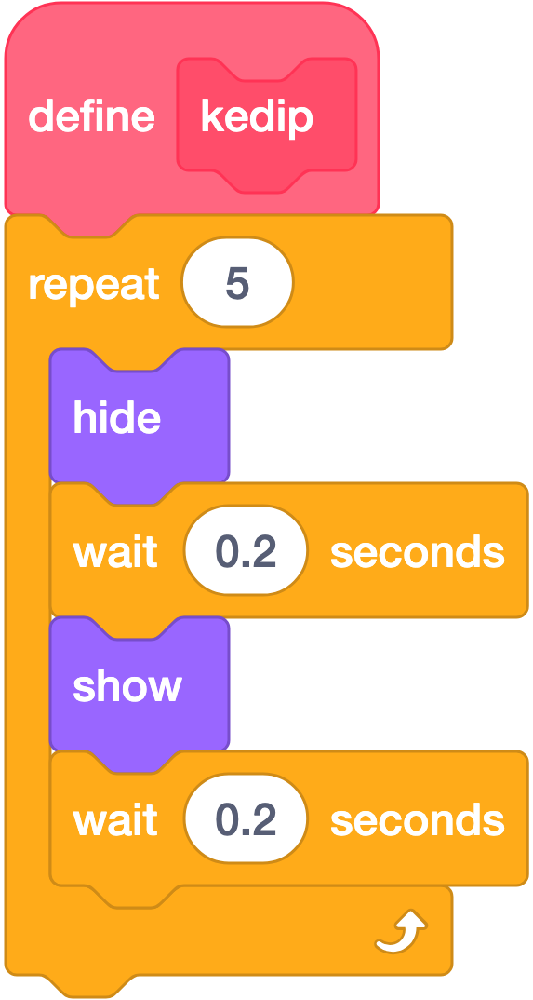 define kedip
repeat 5
hide
wait 0.2 seconds
show
wait 0.2 seconds